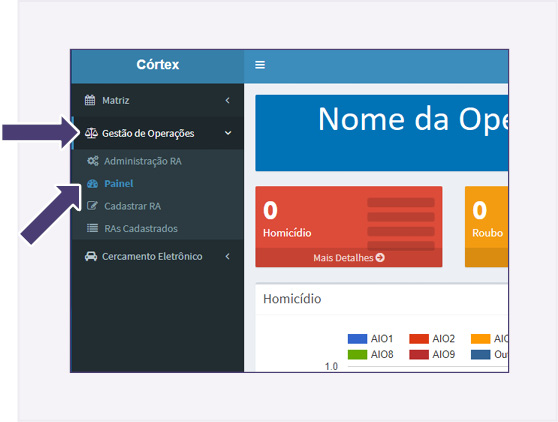 Córtex
Matriz
Gestão de Operações
Administração RA
Painel
Cadastrar RA
RAs Cadastrados
Cercamento Eletrônico
Nome da Ope
0
Homicídio
Mais Detalhes
0
Roubo
Homicídio
AIO1 AIO2 AIO
AIO8 AIO9 Ou
1.0